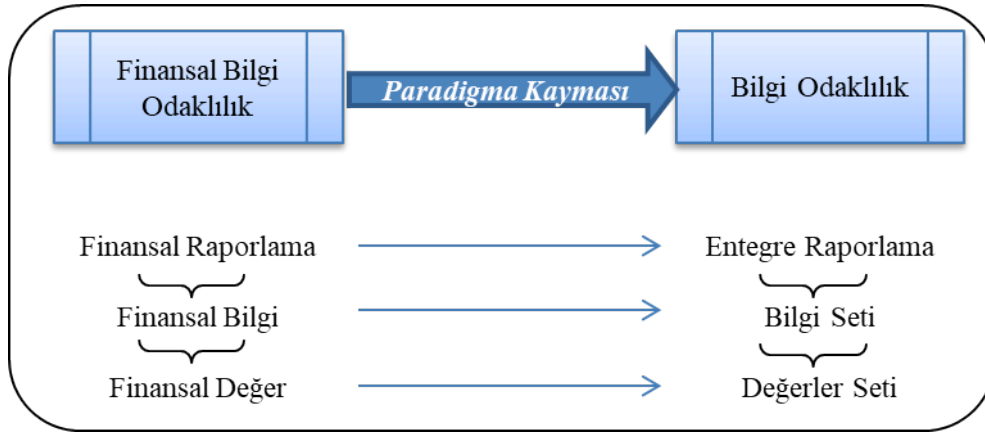 Finansal Bilgi
Odaklılık
Paradigma Kayması
Bilgi Odaklılık
Finansal Raporlama
Entegre Raporlama
Finansal Bilgi
Bilgi Seti
Finansal Değer
Değerler Seti